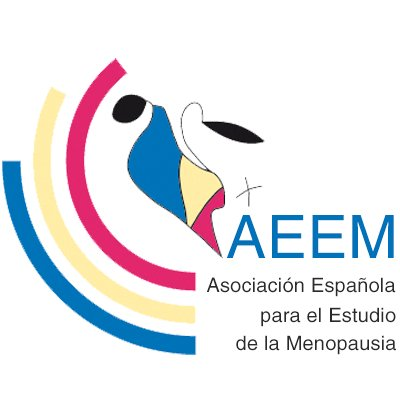 AEEM
Asociación Española
para el Estudio
de la Menopausia